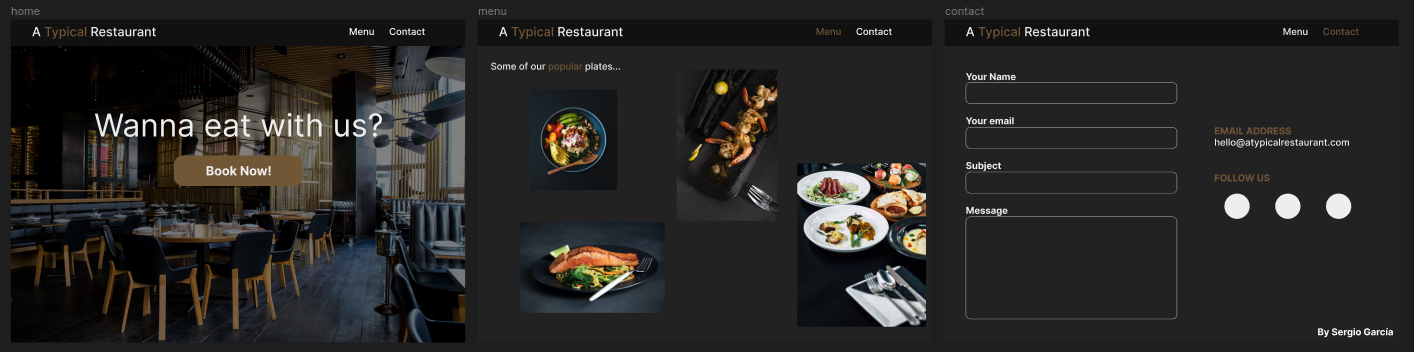 home
A Typical Restaurant
Menu
Contact
Wanna eat with us?
Book Now!
menu
A Typical Restaurant
Menu
Contact
Some of our popular plates...
contact
A Typical Restaurant
Menu
Contact
Your Name
Your email
Subject
Message
EMAIL ADDRESS
hello@atypicalrestaurant.com
FOLLOW US
By Sergio García